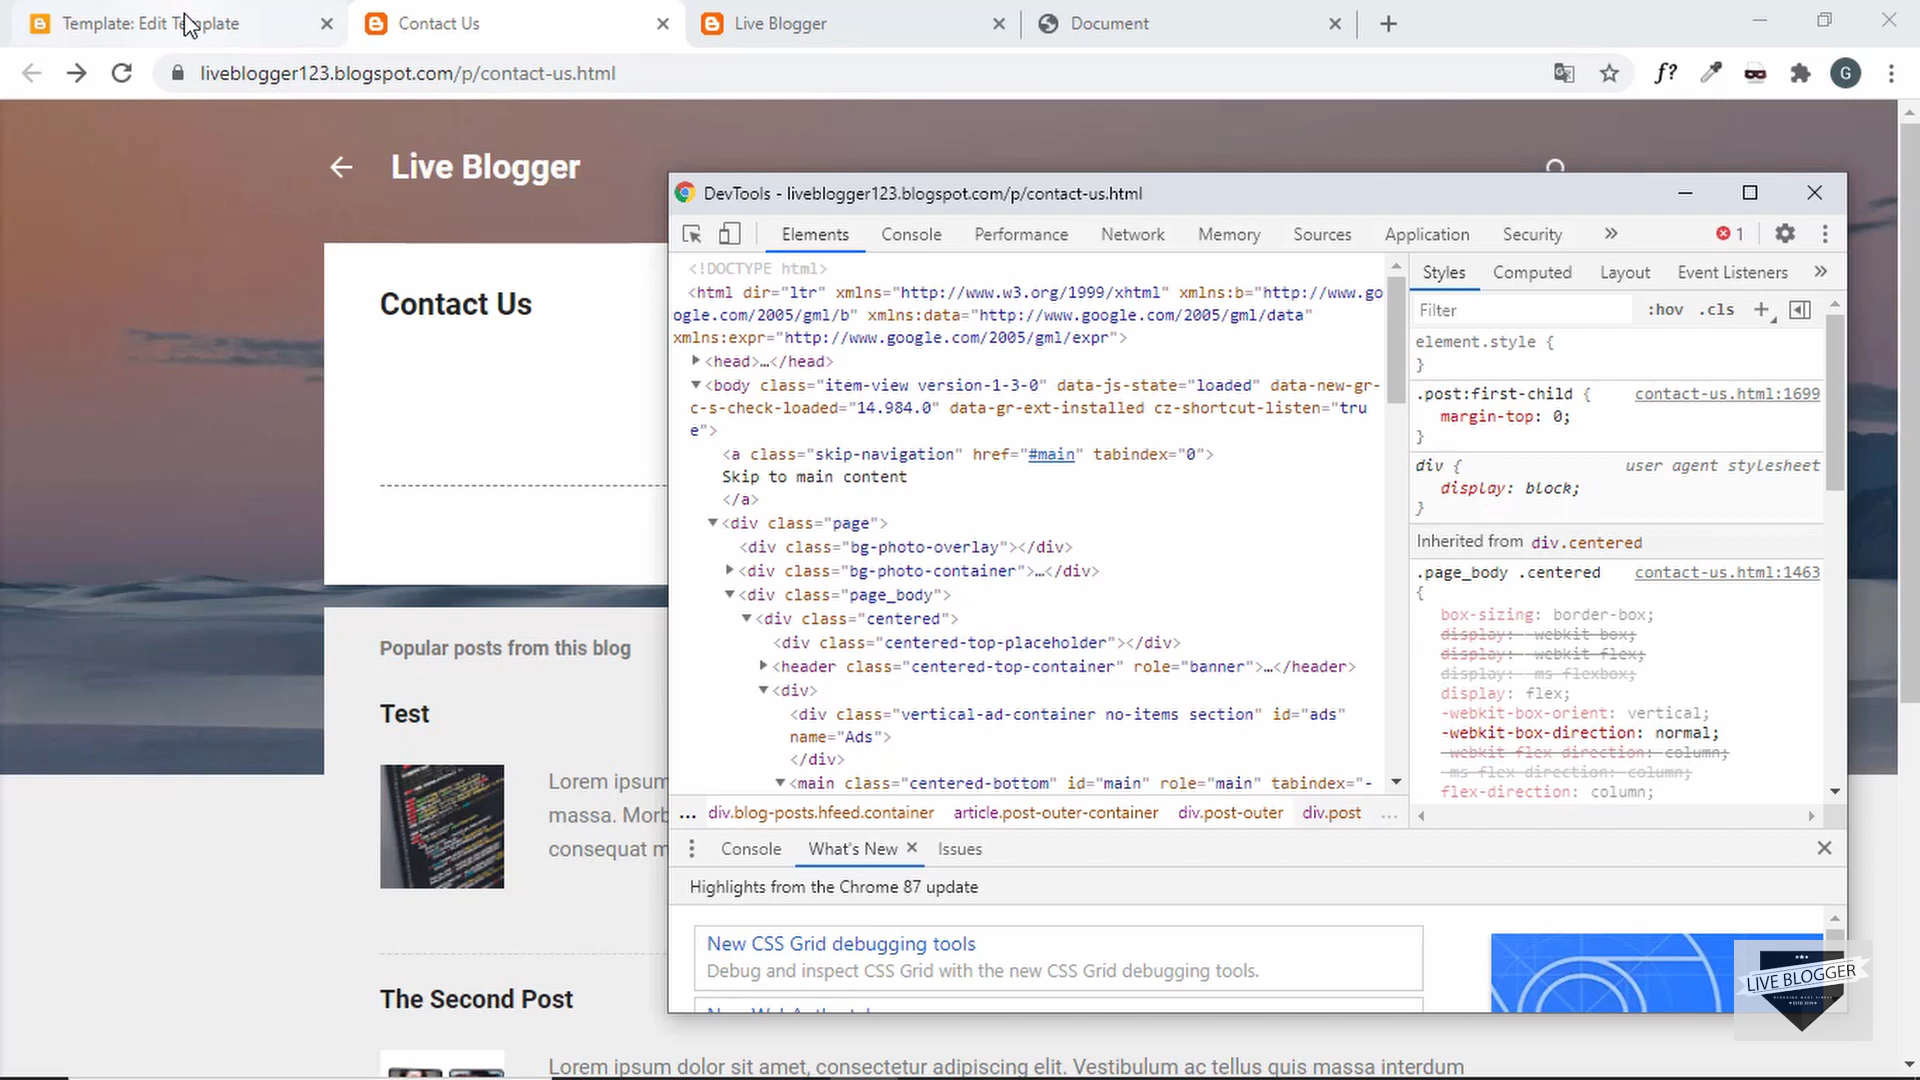 Template: Edit Template
Contact Us
Live Blogger
Document
liveblogger123.blogspot.com/p/contact-us.html
f?
G
Live Blogger
Contact Us
Popular posts from this blog
Test
Lorem ipsum
massa. Morb
consequat m
The Second Post
Lorem ipsum dolor sit amet, consectetur adipiscing elit. Vestibulum ac tellus quis massa interdum
DevTools - liveblogger123.blogspot.com/p/contact-us.html
Elements Console Performance Network Memory Sources Application Security » 1
<!DOCTYPE html>
<html dir="ltr" xmlns="http://www.w3.org/1999/xhtml" xmlns:b="http://www.go
ogle.com/2005/gml/b" xmlns:data="http://www.google.com/2005/gml/data"
xmlns:expr="http://www.google.com/2005/gml/expr">
<head>…</head>
<body class="item-view version-1-3-0" data-js-state="loaded" data-new-gr-
c-s-check-loaded="14.984.0" data-gr-ext-installed cz-shortcut-listen="tru
e">
<a class="skip-navigation" href="#main" tabindex="0">
Skip to main content
</a>
<div class="page">
<div class="bg-photo-overlay"></div>
<div class="bg-photo-container">…</div>
<div class="page_body">
<div class="centered">
<div class="centered-top-placeholder"></div>
<header class="centered-top-container" role="banner">…</header>
<div>
<div class="vertical-ad-container no-items section" id="ads"
name="Ads">
</div>
<main class="centered-bottom" id="main" role="main" tabindex="-
… div.blog-posts.hfeed.container article.post-outer-container div.post-outer div.post …
Styles Computed Layout Event Listeners »
Filter :hov .cls +
element.style {
}
.post:first-child { contact-us.html:1699
margin-top: 0;
}
div { user agent stylesheet
display: block;
}
Inherited from div.centered
.page_body .centered contact-us.html:1463
{
box-sizing: border-box;
display: -webkit-box;
display: -webkit-flex;
display: -ms-flexbox;
display: flex;
-webkit-box-orient: vertical;
-webkit-box-direction: normal;
-webkit-flex-direction: column;
-ms-flex-direction: column;
flex-direction: column;
Console What's New Issues
Highlights from the Chrome 87 update
New CSS Grid debugging tools
Debug and inspect CSS Grid with the new CSS Grid debugging tools.
LIVE BLOGGER